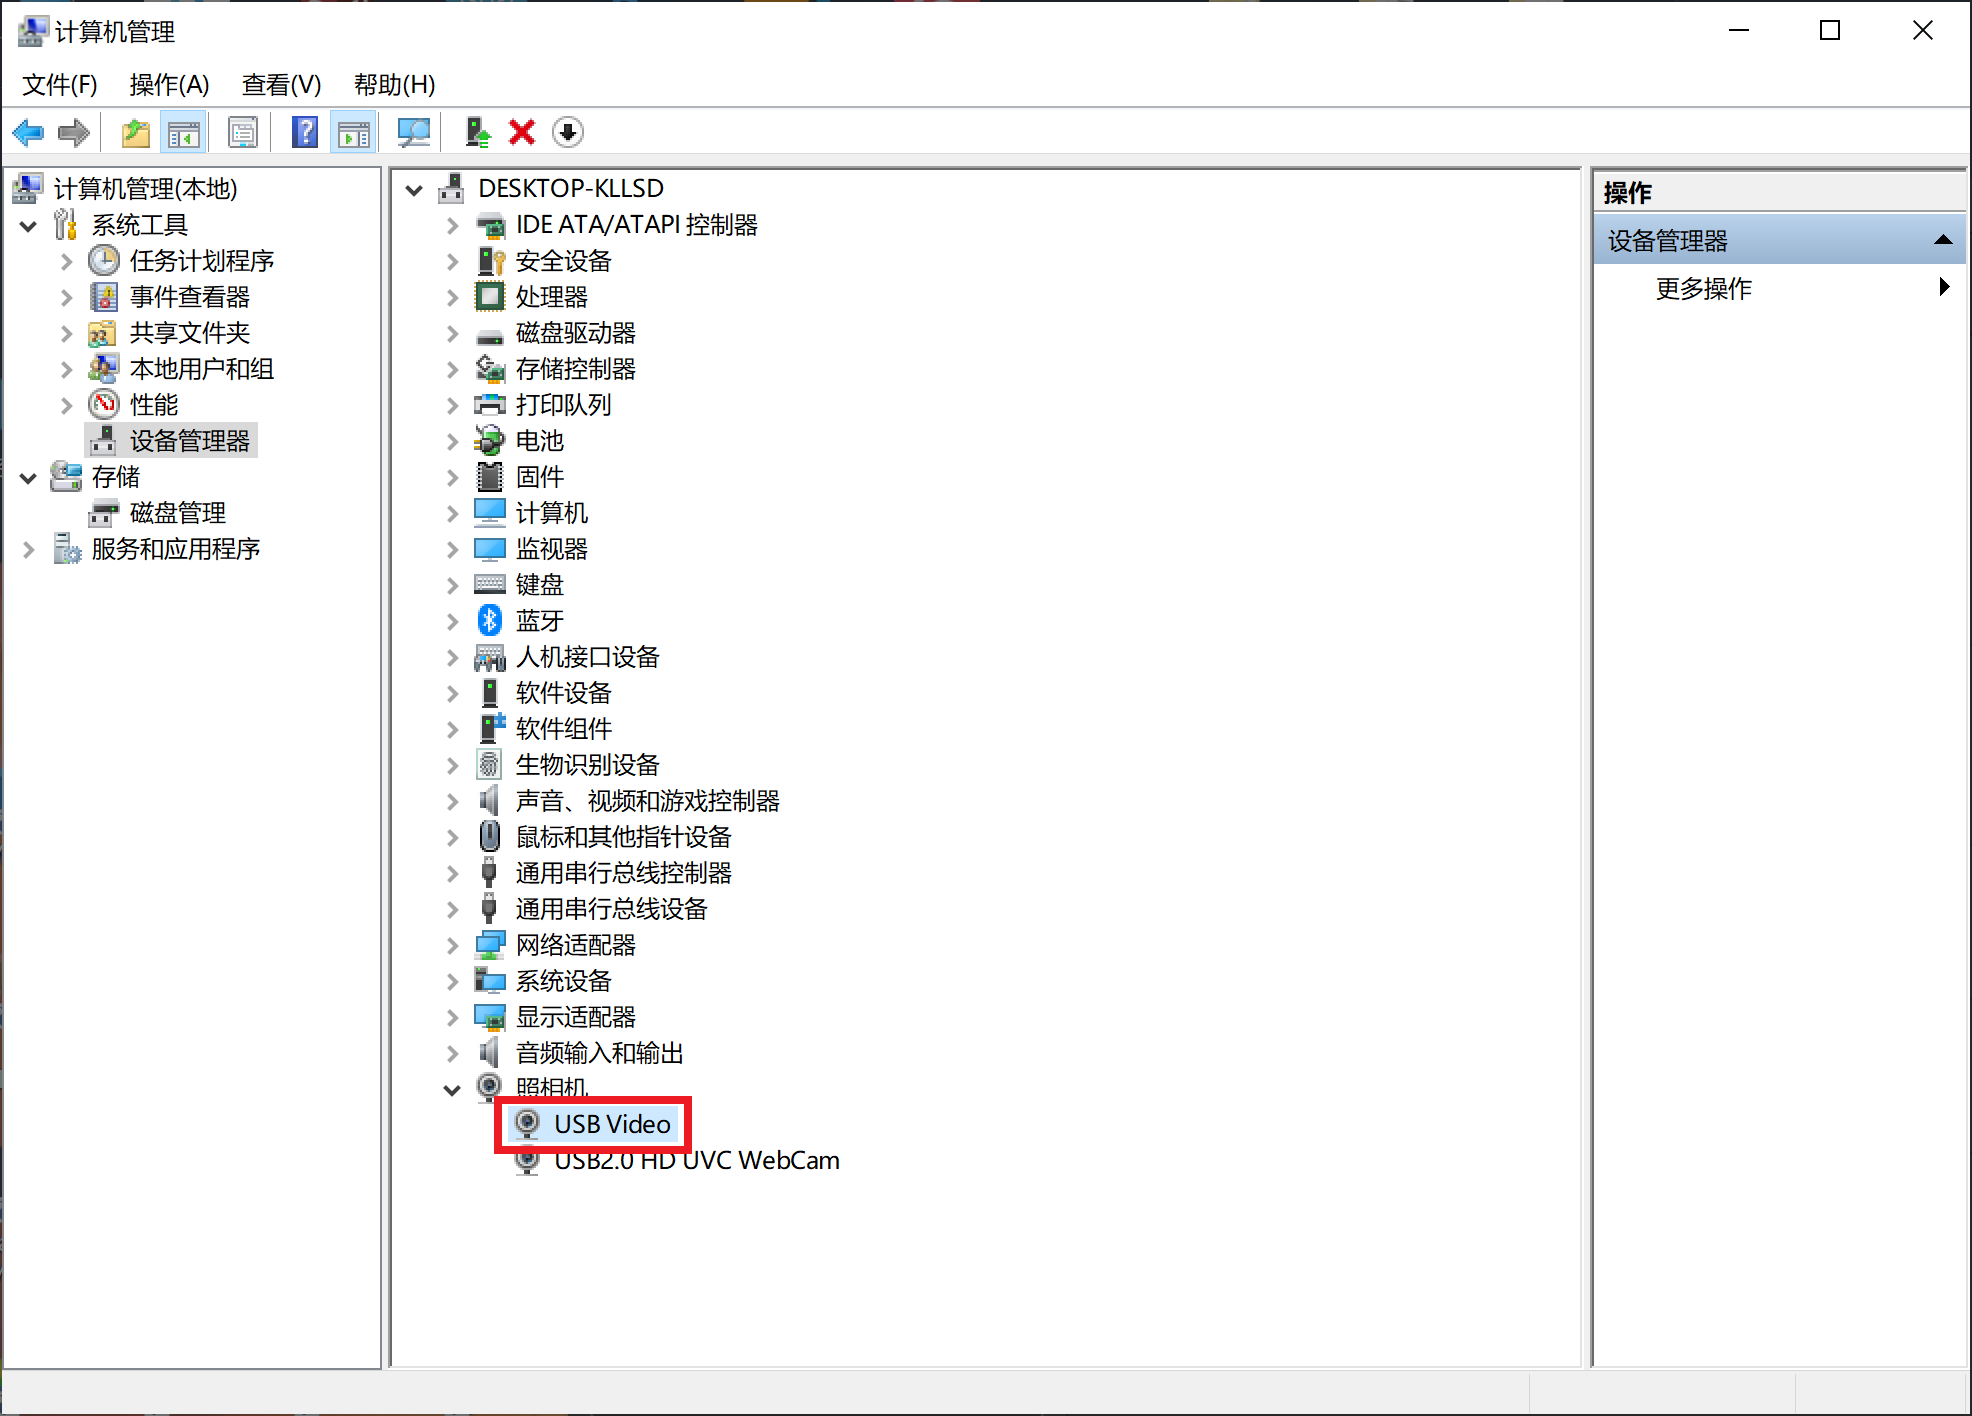 计算机管理
文件(F) 操作(A) 查看(V) 帮助(H)
计算机管理(本地)
系统工具
任务计划程序
事件查看器
共享文件夹
本地用户和组
性能
设备管理器
存储
磁盘管理
服务和应用程序
DESKTOP-KLLSD
IDE ATA/ATAPI 控制器
安全设备
处理器
磁盘驱动器
存储控制器
打印队列
电池
固件
计算机
监视器
键盘
蓝牙
人机接口设备
软件设备
软件组件
生物识别设备
声音、视频和游戏控制器
鼠标和其他指针设备
通用串行总线控制器
通用串行总线设备
网络适配器
系统设备
显示适配器
音频输入和输出
照相机
USB Video
USB2.0 HD UVC WebCam
操作
设备管理器
更多操作